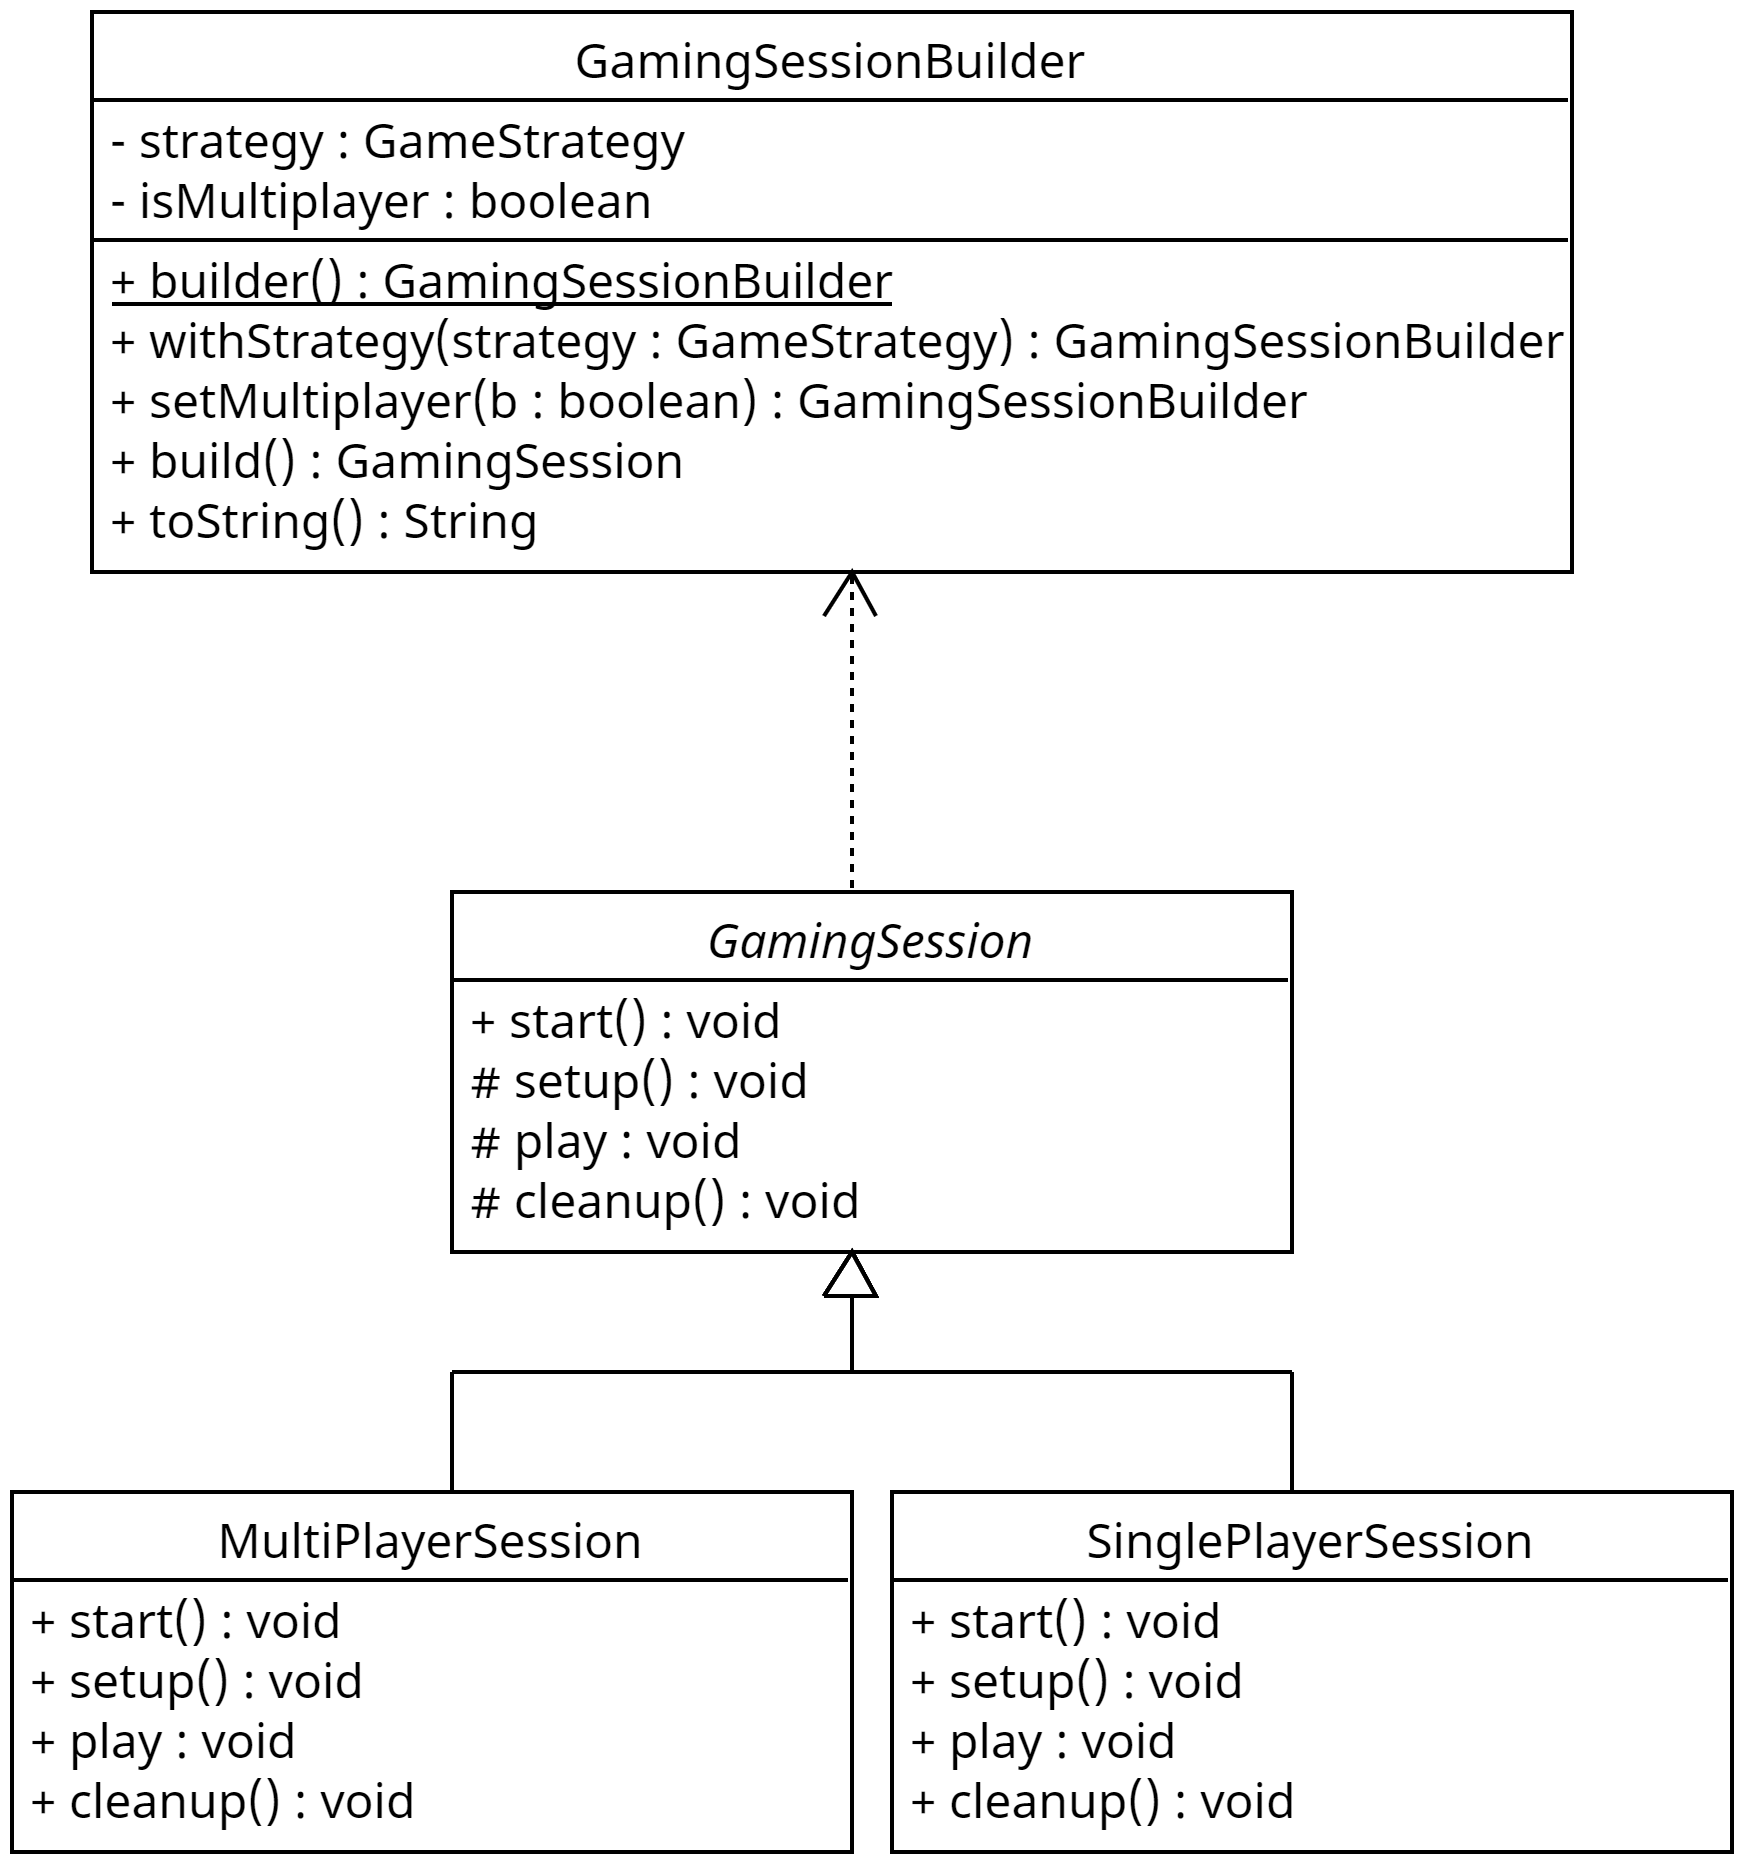 GamingSessionBuilder
- strategy : GameStrategy
- isMultiplayer : boolean
+ builder() : GamingSessionBuilder
+ withStrategy(strategy : GameStrategy) : GamingSessionBuilder
+ setMultiplayer(b : boolean) : GamingSessionBuilder
+ build() : GamingSession
+ toString() : String
GamingSession
+ start() : void
# setup() : void
# play : void
# cleanup() : void
MultiPlayerSession
+ start() : void
+ setup() : void
+ play : void
+ cleanup() : void
SinglePlayerSession
+ start() : void
+ setup() : void
+ play : void
+ cleanup() : void